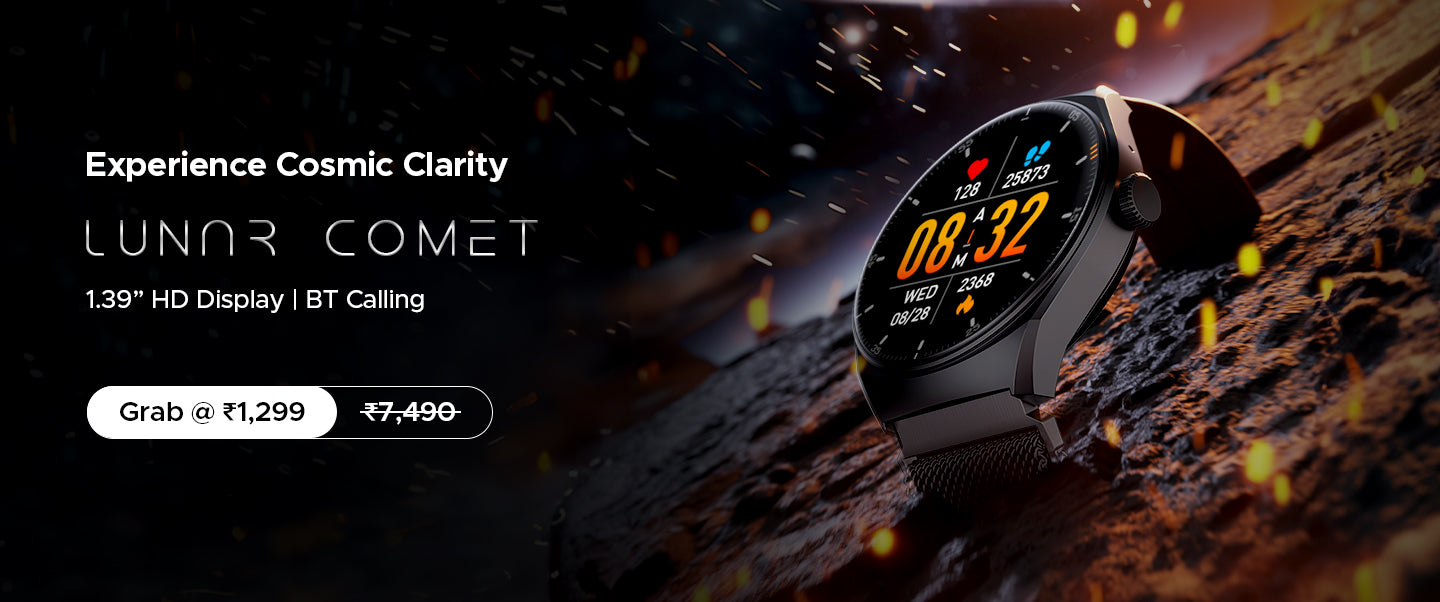 Experience Cosmic Clarity
LUNAR COMET
1.39” HD Display | BT Calling
Grab @ ₹1,299 ₹7,490
128 25873
08 A M 32
WED 2368
08/28